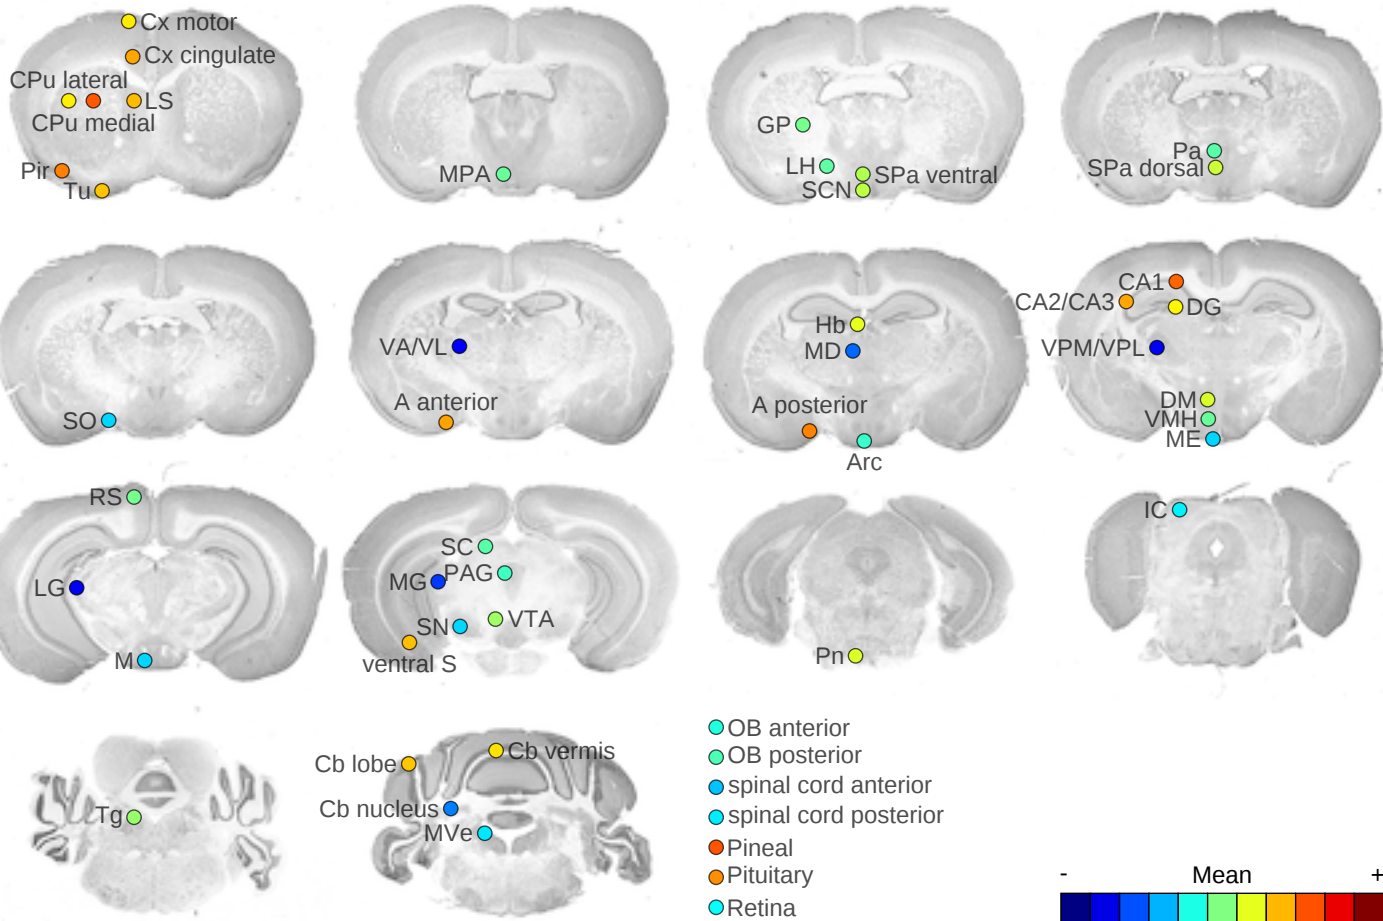 Cx motor
Cx cingulate
CPu lateral
LS
CPu medial
Pir
Tu
MPA
GP
LH
SPa ventral
SCN
Pa
SPa dorsal
SO
VA/VL
A anterior
Hb
MD
A posterior
Arc
CA1
CA2/CA3
DG
VPM/VPL
DM
VMH
ME
RS
LG
M
SC
MG
PAG
SN
VTA
ventral S
Pn
IC
Tg
Cb lobe
Cb vermis
Cb nucleus
MVe
OB anterior
OB posterior
spinal cord anterior
spinal cord posterior
Pineal
Pituitary
Retina
- Mean +